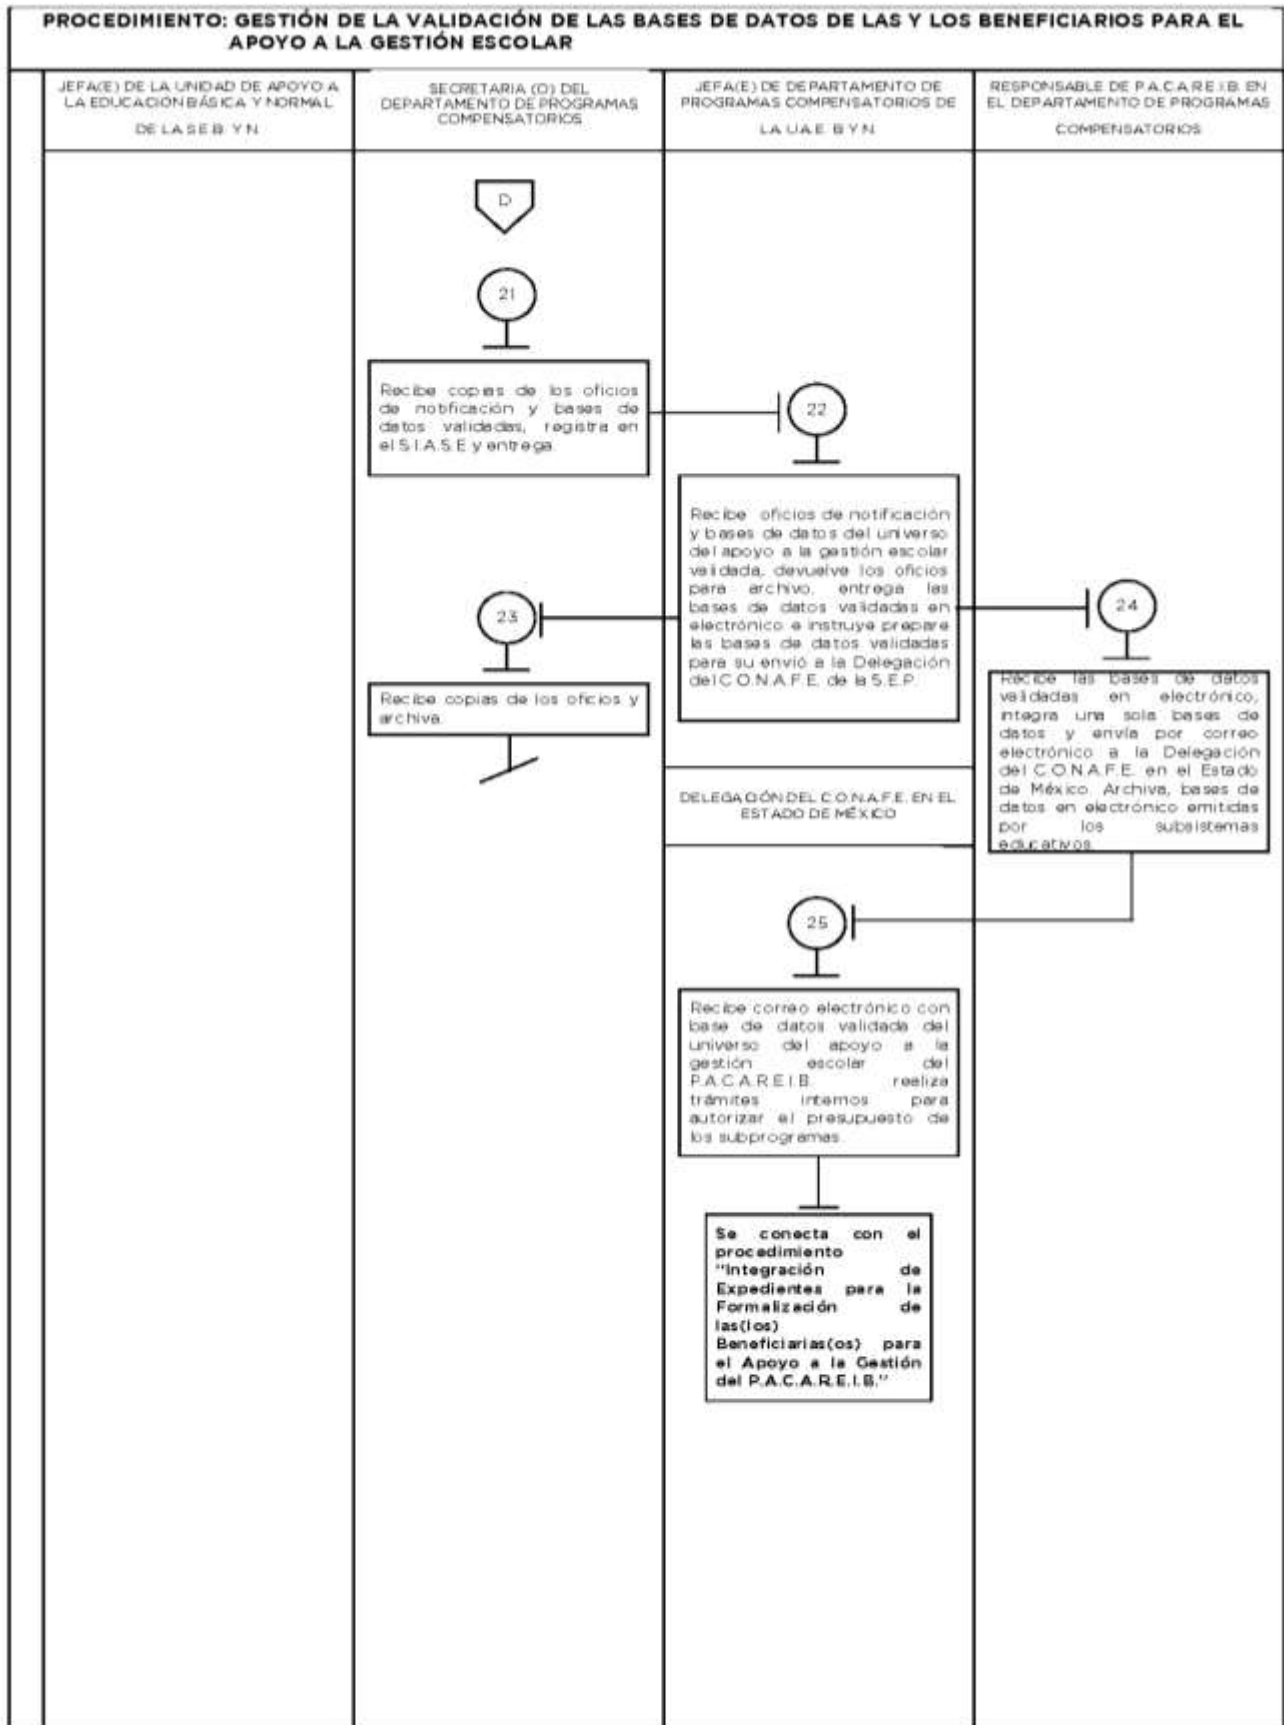 PROCEDIMIENTO: GESTIÓN DE LA VALIDACIÓN DE LAS BASES DE DATOS DE LAS Y LOS BENEFICIARIOS PARA EL
APOYO A LA GESTIÓN ESCOLAR
JEFA(E) DE LA UNIDAD DE APOYO A
LA EDUCACIÓN BÁSICA Y NORMAL
DE LA S.E.B. Y N.
SECRETARIA (O) DEL
DEPARTAMENTO DE PROGRAMAS
COMPENSATORIOS
JEFA(E) DE DEPARTAMENTO DE
PROGRAMAS COMPENSATORIOS DE
LA U.A.E. B Y N.
RESPONSABLE DE P.A.C.A.R.E.I.B. EN
EL DEPARTAMENTO DE PROGRAMAS
COMPENSATORIOS
D
21
Recibe copias de los oficios
de notificación y bases de
datos validadas, registra en
el S.I.A.S.E y entrega.
22
Recibe oficios de notificación
y bases de datos del universo
del apoyo a la gestión escolar
validada, devuelve los oficios
para archivo, entrega las
bases de datos validadas en
electrónico e instruye prepare
las bases de datos validadas
para su envió a la Delegación
del C.O.N.A.F.E. de la S.E.P.
23
Recibe copias de los oficios y
archiva.
24
Recibe las bases de datos
validadas en electrónico,
integra una sola bases de
datos y envía por correo
electrónico a la Delegación
del C.O.N.A.F.E. en el Estado
de México. Archiva, bases de
datos en electrónico emitidas
por los subsistemas
educativos.
DELEGACIÓN DEL C.O.N.A.F.E. EN EL
ESTADO DE MÉXICO
25
Recibe correo electrónico con
base de datos validada del
universo del apoyo a la
gestión escolar del
P.A.C.A.R.E.I.B. realiza
trámites internos para
autorizar el presupuesto de
los subprogramas.
Se conecta con el
procedimiento
"Integración de
Expedientes para la
Formalización de
las(los)
Beneficiarias(os) para
el Apoyo a la Gestión
del P.A.C.A.R.E.I.B."